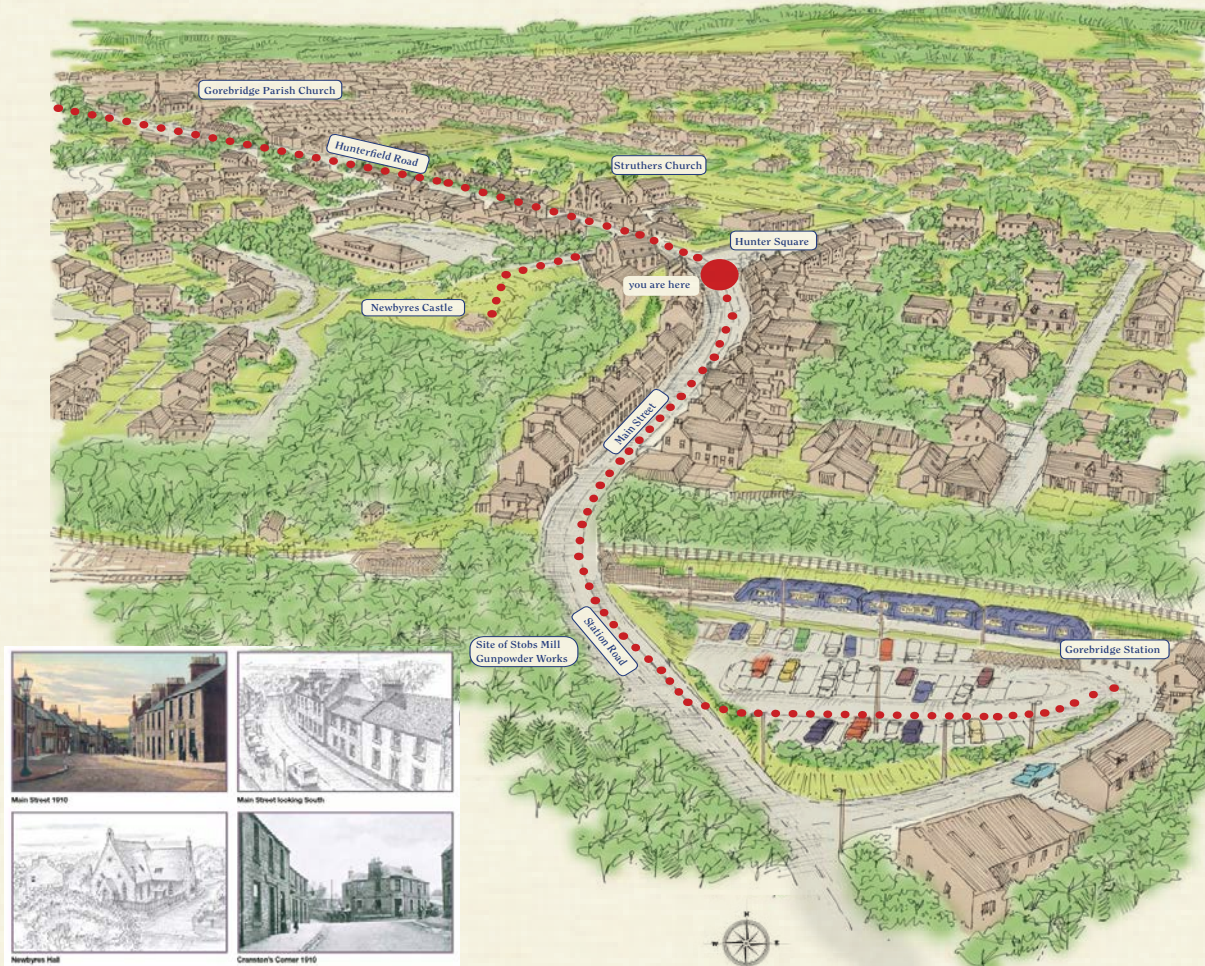 Gorebridge Parish Church
Hunterfield Road
Struthers Church
Hunter Square
you are here
Newbyres Castle
Main Street
Station Road
Site of Stobs Mill
Gunpowder Works
Gorebridge Station
Main Street 1910
Main Street looking South
Newbyres Hall
Cranston's Corner 1910
N
W
E
S